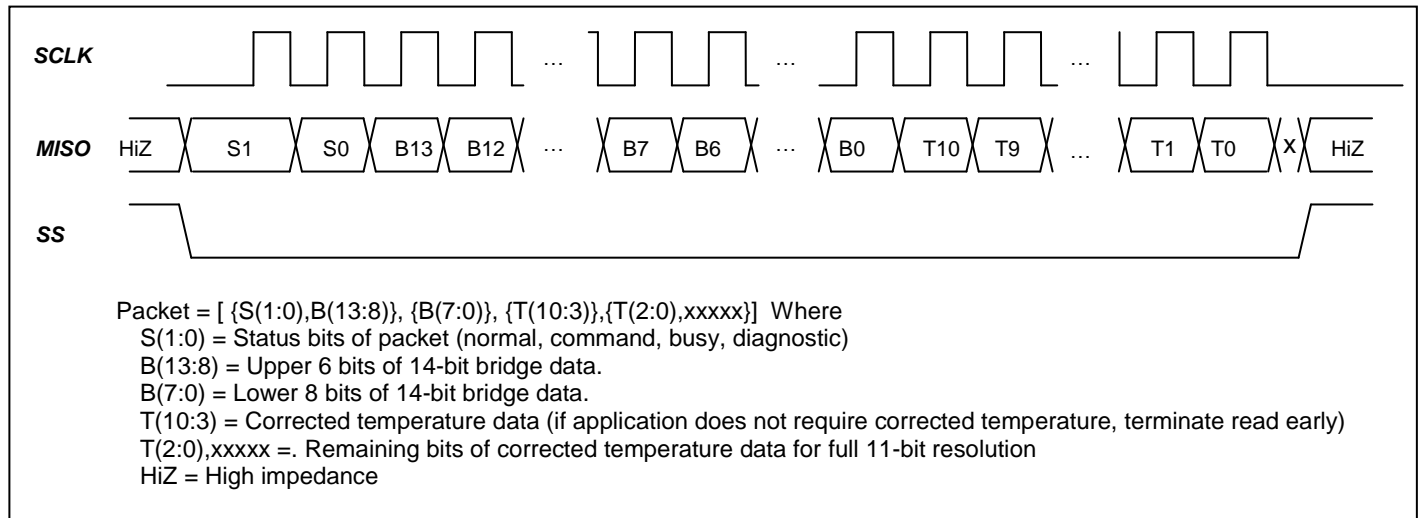 SCLK
... ... ...
MISO HiZ S1 S0 B13 B12 ... B7 B6 ... B0 T10 T9 ... T1 T0 X HiZ
SS
Packet = [ {S(1:0),B(13:8)}, {B(7:0)}, {T(10:3)},{T(2:0),xxxxx}] Where
S(1:0) = Status bits of packet (normal, command, busy, diagnostic)
B(13:8) = Upper 6 bits of 14-bit bridge data.
B(7:0) = Lower 8 bits of 14-bit bridge data.
T(10:3) = Corrected temperature data (if application does not require corrected temperature, terminate read early)
T(2:0),xxxxx =. Remaining bits of corrected temperature data for full 11-bit resolution
HiZ = High impedance